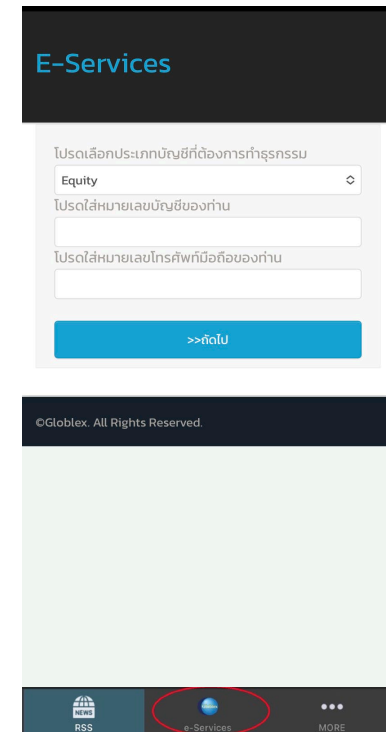 E-Services
โปรดเลือกประเภทบัญชีที่ต้องการทำธุรกรรม
Equity
โปรดใส่หมายเลขบัญชีของท่าน
โปรดใส่หมายเลขโทรศัพท์มือถือของท่าน
>>ถัดไป
©Globlex. All Rights Reserved.
NEWS
RSS
e-Services
MORE